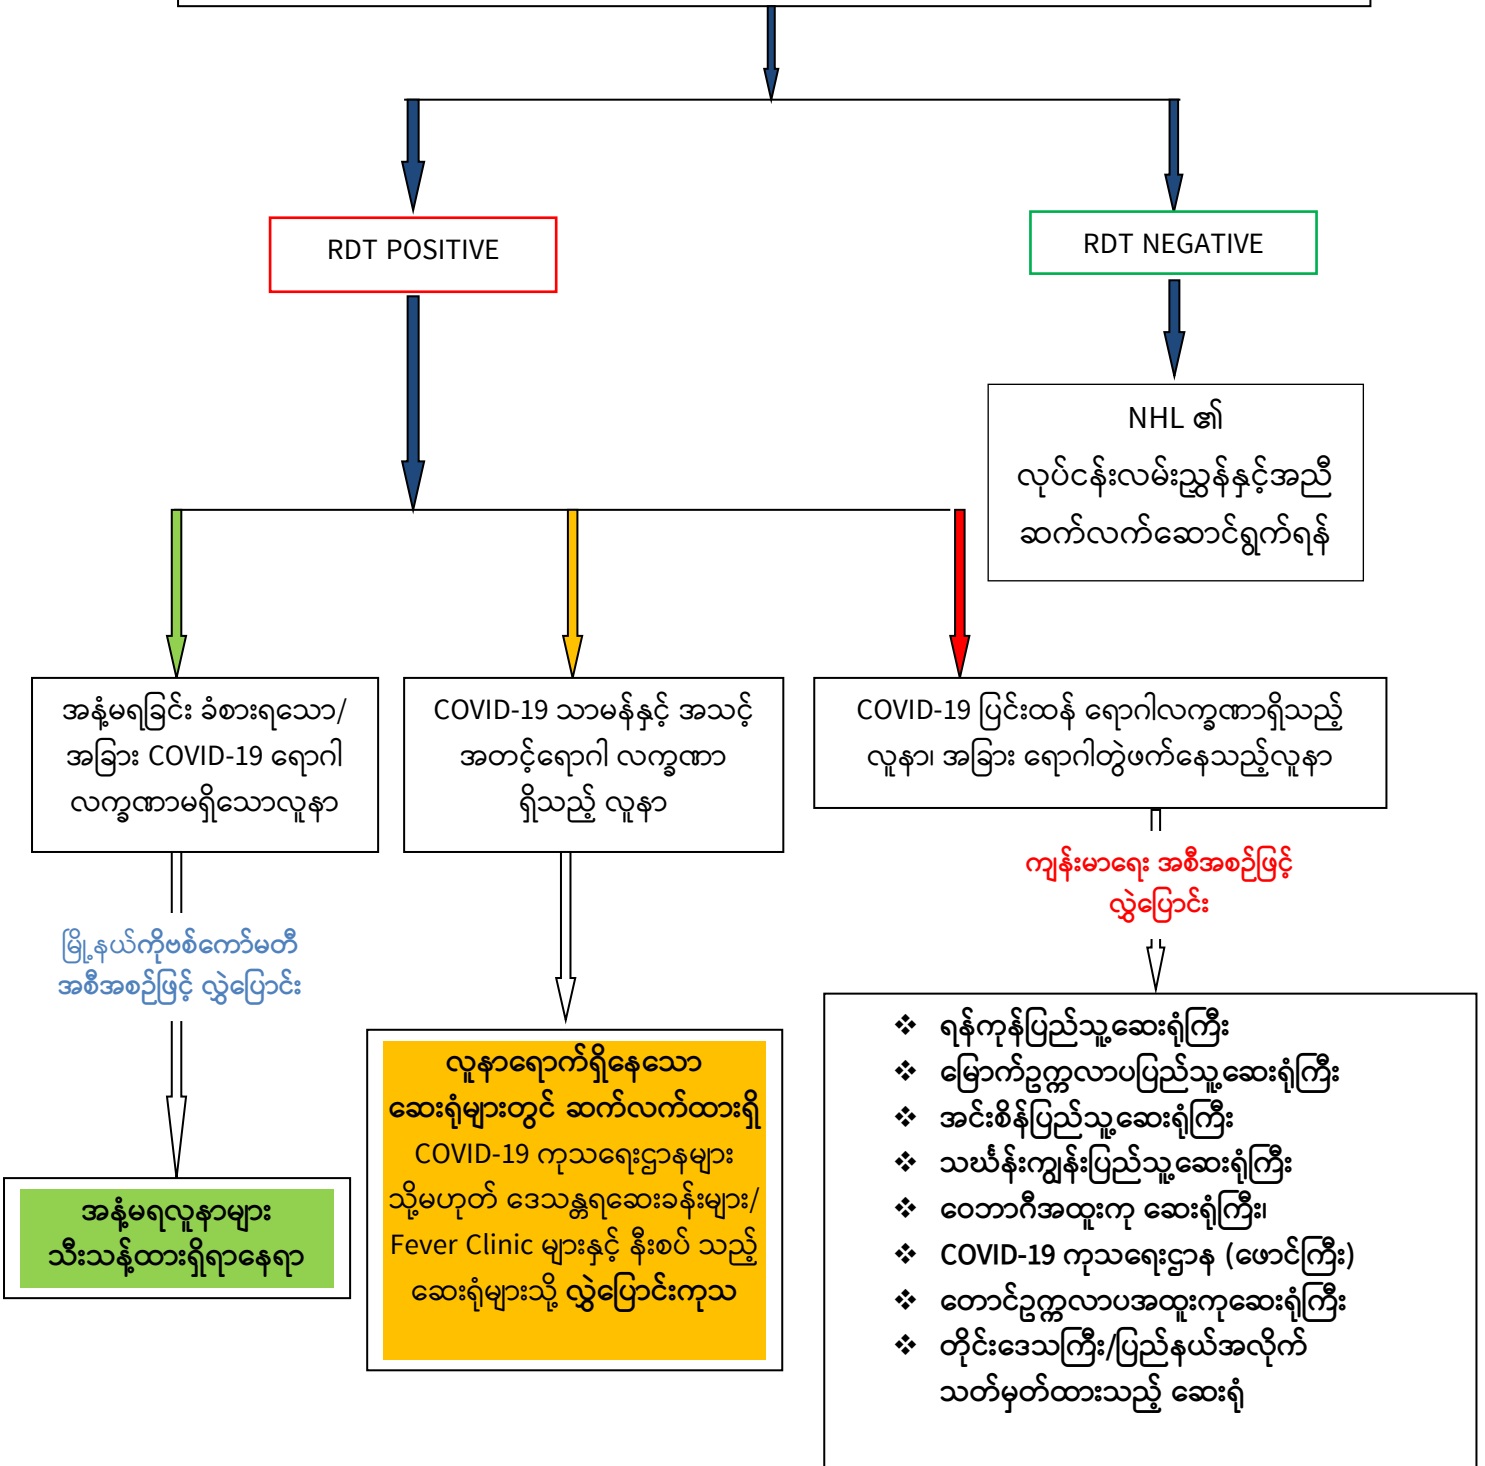 RDT POSITIVE
RDT NEGATIVE
NHL ၏
လုပ်ငန်းလမ်းညွှန်နှင့်အညီ
ဆက်လက်ဆောင်ရွက်ရန်
အနံ့မရခြင်း ခံစားရသော/
အခြား COVID-19 ရောဂါ
လက္ခဏာမရှိသောလူနာ
COVID-19 သာမန်နှင့် အသင့်
အတင့်ရောဂါ လက္ခဏာ
ရှိသည့် လူနာ
COVID-19 ပြင်းထန် ရောဂါလက္ခဏာရှိသည့်
လူနာ၊ အခြား ရောဂါတွဲဖက်နေသည့်လူနာ
မြို့နယ်ကိုဗစ်ကော်မတီ
အစီအစဉ်ဖြင့် လွှဲပြောင်း
ကျန်းမာရေး အစီအစဉ်ဖြင့်
လွှဲပြောင်း
အနံ့မရလူနာများ
သီးသန့်ထားရှိရာနေရာ
လူနာရောက်ရှိနေသော
ဆေးရုံများတွင် ဆက်လက်ထားရှိ
COVID-19 ကုသရေးဌာနများ
သို့မဟုတ် ဒေသန္တရဆေးခန်းများ/
Fever Clinic များနှင့် နီးစပ် သည့်
ဆေးရုံများသို့ လွှဲပြောင်းကုသ
❖ ရန်ကုန်ပြည်သူ့ဆေးရုံကြီး
❖ မြောက်ဥက္ကလာပပြည်သူ့ဆေးရုံကြီး
❖ အင်းစိန်ပြည်သူ့ဆေးရုံကြီး
❖ သင်္ဃန်းကျွန်းပြည်သူ့ဆေးရုံကြီး
❖ ဝေဘာဂီအထူးကု ဆေးရုံကြီး၊
❖ COVID-19 ကုသရေးဌာန (ဖောင်ကြီး)
❖ တောင်ဥက္ကလာပအထူးကုဆေးရုံကြီး
❖ တိုင်းဒေသကြီး/ပြည်နယ်အလိုက်
သတ်မှတ်ထားသည့် ဆေးရုံ